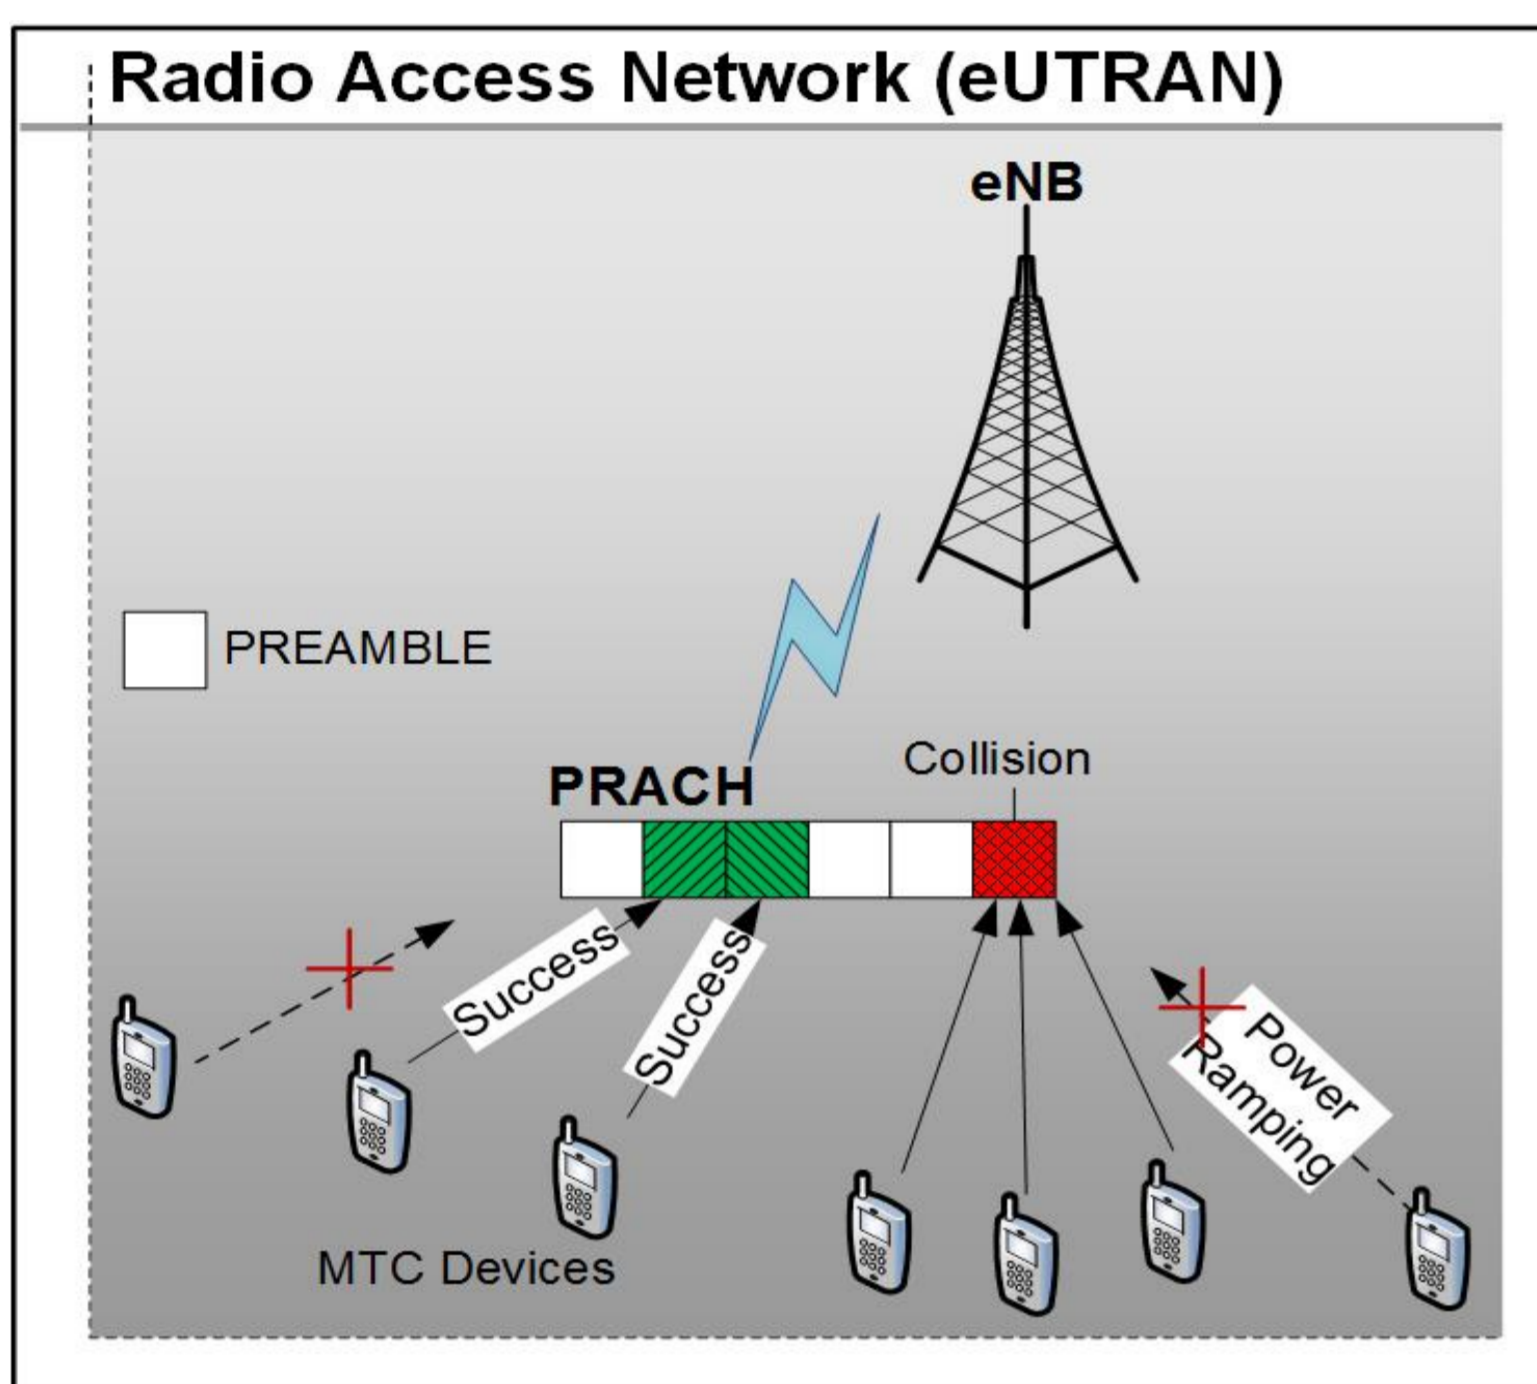 Radio Access Network (eUTRAN)
eNB
PREAMBLE
Collision
PRACH
Success
Success
Power
Ramping
MTC Devices